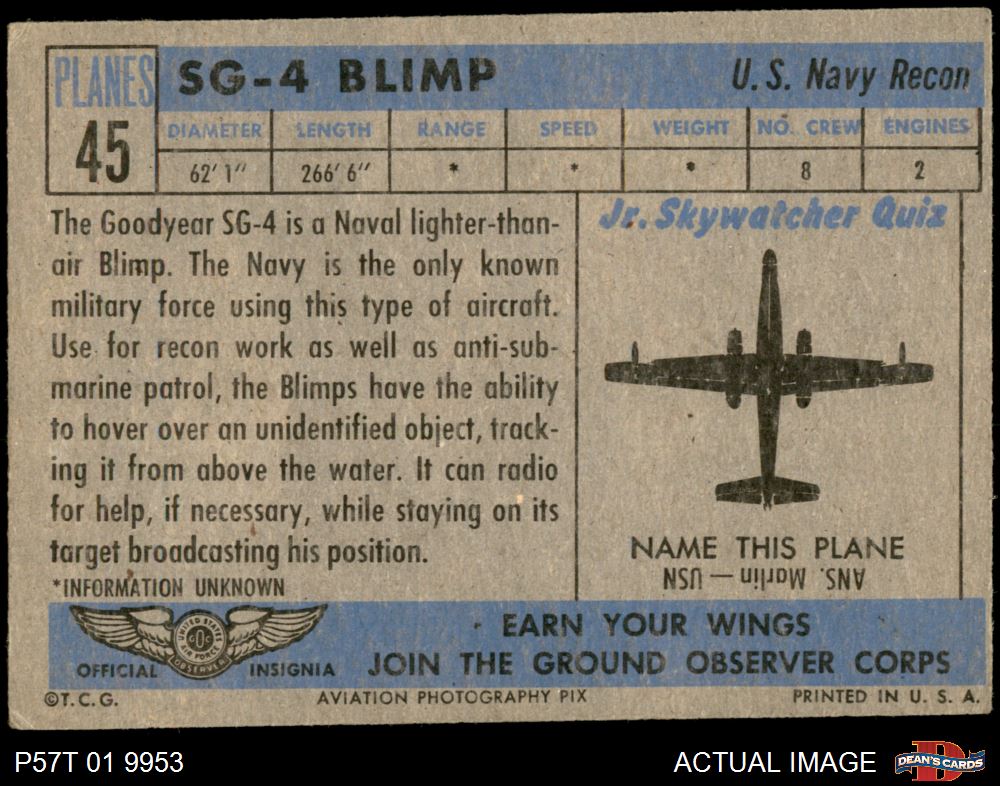 PLANES
45
SG-4 BLIMP
U. S. Navy Recon
DIAMETER LENGTH RANGE SPEED WEIGHT NO. CREW ENGINES
62' 1" 266' 6" * * * 8 2
The Goodyear SG-4 is a Naval lighter-than-
air Blimp. The Navy is the only known
military force using this type of aircraft.
Use for recon work as well as anti-sub-
marine patrol, the Blimps have the ability
to hover over an unidentified object, track-
ing it from above the water. It can radio
for help, if necessary, while staying on its
target broadcasting his position.
*INFORMATION UNKNOWN
Jr. Skywatcher Quiz
NAME THIS PLANE
ANS. Marlin — USN
UNITED STATES
GOC
AIR FORCE
OBSERVER
OFFICIAL INSIGNIA
EARN YOUR WINGS
JOIN THE GROUND OBSERVER CORPS
©T. C. G.
AVIATION PHOTOGRAPHY PIX
PRINTED IN U. S. A.
P57T 01 9953
ACTUAL IMAGE
D
DEAN'S CARDS